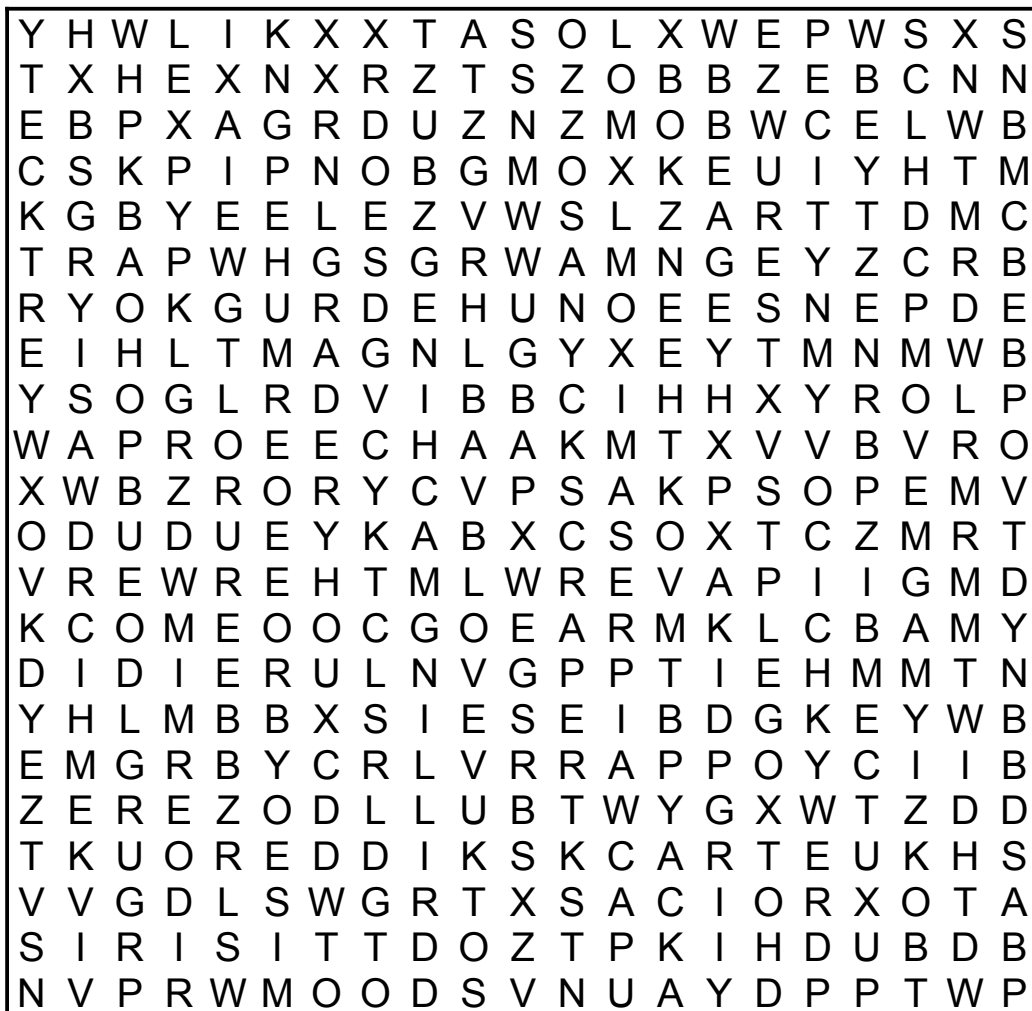 Y H W L I K X X T A S O L X W E P W S X S
T X H E X N X R Z T S Z O B B Z E B C N N
E B P X A G R D U Z N Z M O B W C E L W B
C S K P I P N O B G M O X K E U I Y H T M
K G B Y E E L E Z V W S L Z A R T T D M C
T R A P W H G S G R W A M N G E Y Z C R B
R Y O K G U R D E H U N O E E S N E P D E
E I H L T M A G N L G Y X E Y T M N M W B
Y S O G L R D V I B B C I H H X Y R O L P
W A P R O E E C H A A K M T X V V B V R O
X W B Z R O R Y C V P S A K P S O P E M V
O D U D U E Y K A B X C S O X T C Z M R T
V R E W R E H T M L W R E V A P I I G M D
K C O M E O O C G O E A R M K L C B A M Y
D I D I E R U L N V G P P T I E H M M T N
Y H L M B B X S I E S E I B D G K E Y W B
E M G R B Y C R L V R R A P P O Y C I I B
Z E R E Z O D L L U B T W Y G X W T Z D D
T K U O R E D D I K S K C A R T E U K H S
V V G D L S W G R T X S A C I O R X O T A
S I R I S I T T D O Z T P K I H D U B D B
N V P R W M O O D S V N U A Y D P P T W P